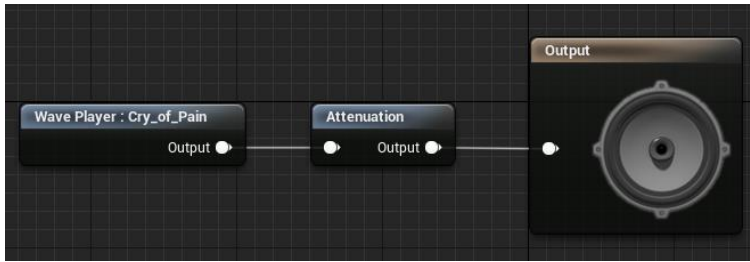 Output
Wave Player : Cry_of_Pain
Attenuation
Output
Output